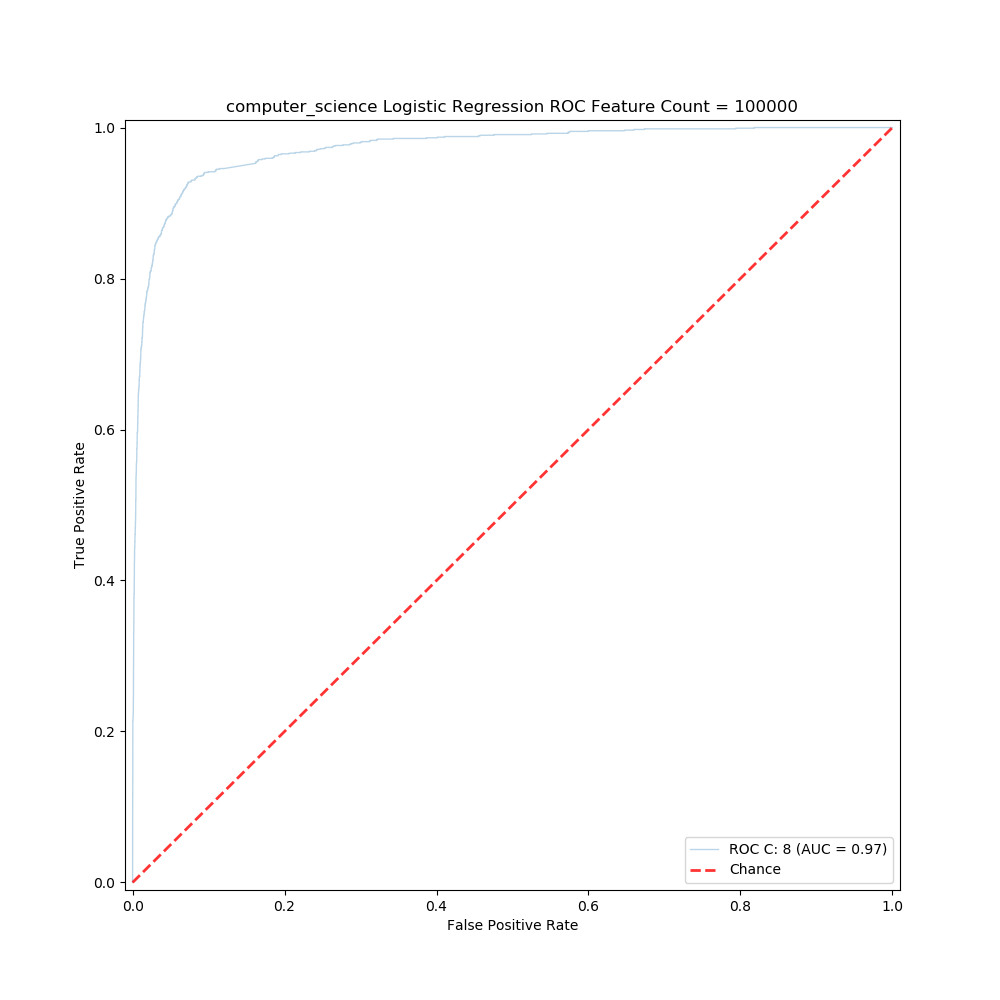 computer_science Logistic Regression ROC Feature Count = 100000
1.0
0.8
0.6
0.4
0.2
0.0
True Positive Rate
ROC C: 8 (AUC = 0.97)
Chance
0.0 0.2 0.4 0.6 0.8 1.0
False Positive Rate